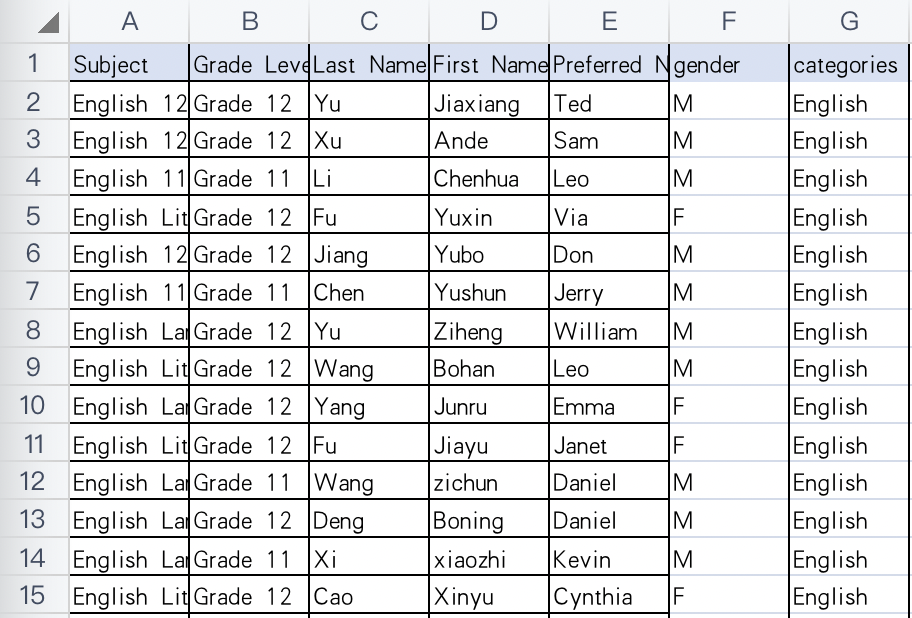 A B C D E F G
1 Subject Grade Leve Last Name First Name Preferred N gender categories
2 English 12 Grade 12 Yu Jiaxiang Ted M English
3 English 12 Grade 12 Xu Ande Sam M English
4 English 11 Grade 11 Li Chenhua Leo M English
5 English Lit Grade 12 Fu Yuxin Via F English
6 English 12 Grade 12 Jiang Yubo Don M English
7 English 11 Grade 11 Chen Yushun Jerry M English
8 English Lan Grade 12 Yu Ziheng William M English
9 English Lit Grade 12 Wang Bohan Leo M English
10 English Lan Grade 12 Yang Junru Emma F English
11 English Lit Grade 12 Fu Jiayu Janet F English
12 English Lan Grade 11 Wang zichun Daniel M English
13 English Lan Grade 12 Deng Boning Daniel M English
14 English Lan Grade 11 Xi xiaozhi Kevin M English
15 English Lit Grade 12 Cao Xinyu Cynthia F English